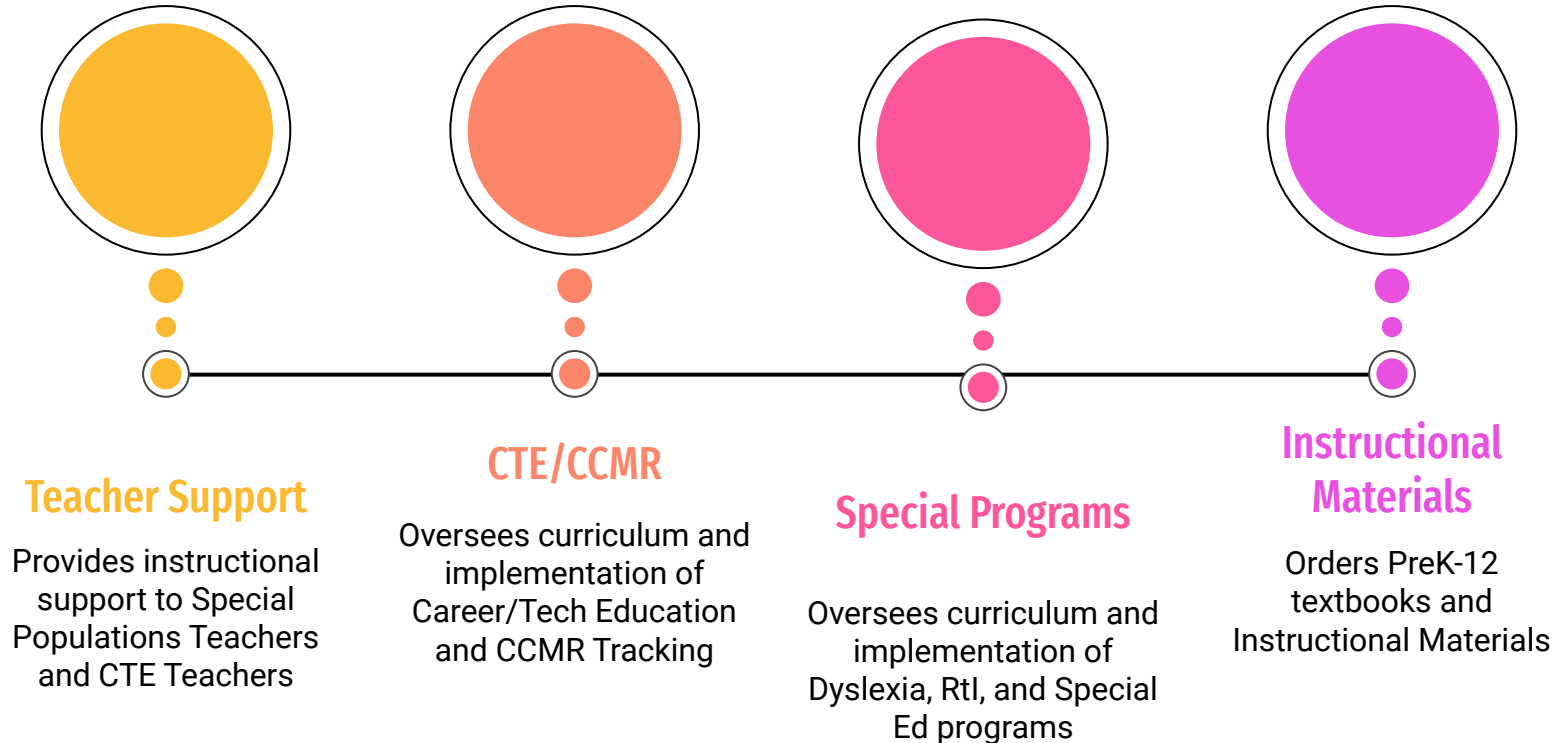 Teacher Support
Provides instructional
support to Special
Populations Teachers
and CTE Teachers
CTE/CCMR
Oversees curriculum and
implementation of
Career/Tech Education
and CCMR Tracking
Special Programs
Oversees curriculum and
implementation of
Dyslexia, RtI, and Special
Ed programs
Instructional
Materials
Orders PreK-12
textbooks and
Instructional Materials